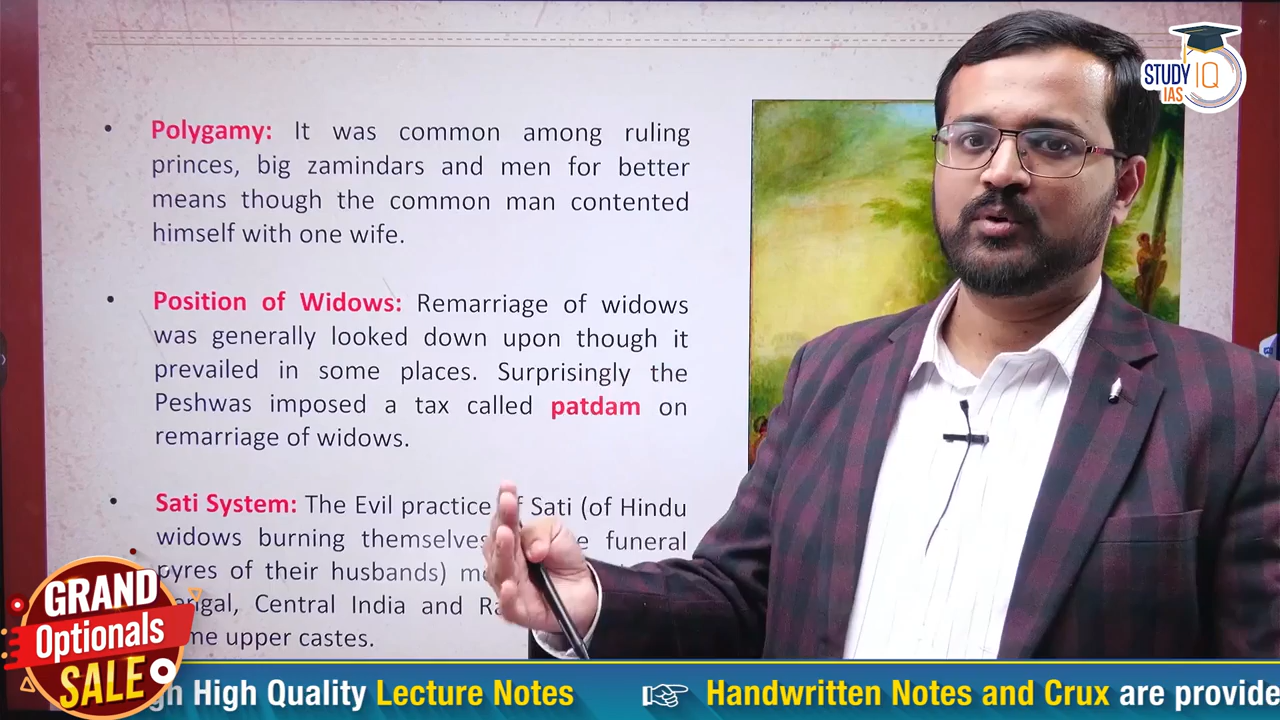 • Polygamy: It was common among ruling
princes, big zamindars and men for better
means though the common man contented
himself with one wife.
• Position of Widows: Remarriage of widows
was generally looked down upon though it
prevailed in some places. Surprisingly the
Peshwas imposed a tax called patdam on
remarriage of widows.
• Sati System: The Evil practice of Sati (of Hindu
widows burning themselves funeral
pyres of their husbands)
Central India and
upper castes.
STUDY IQ
IAS
GRAND
Optionals
SALE
High Quality Lecture Notes Handwritten Notes and Crux are provide